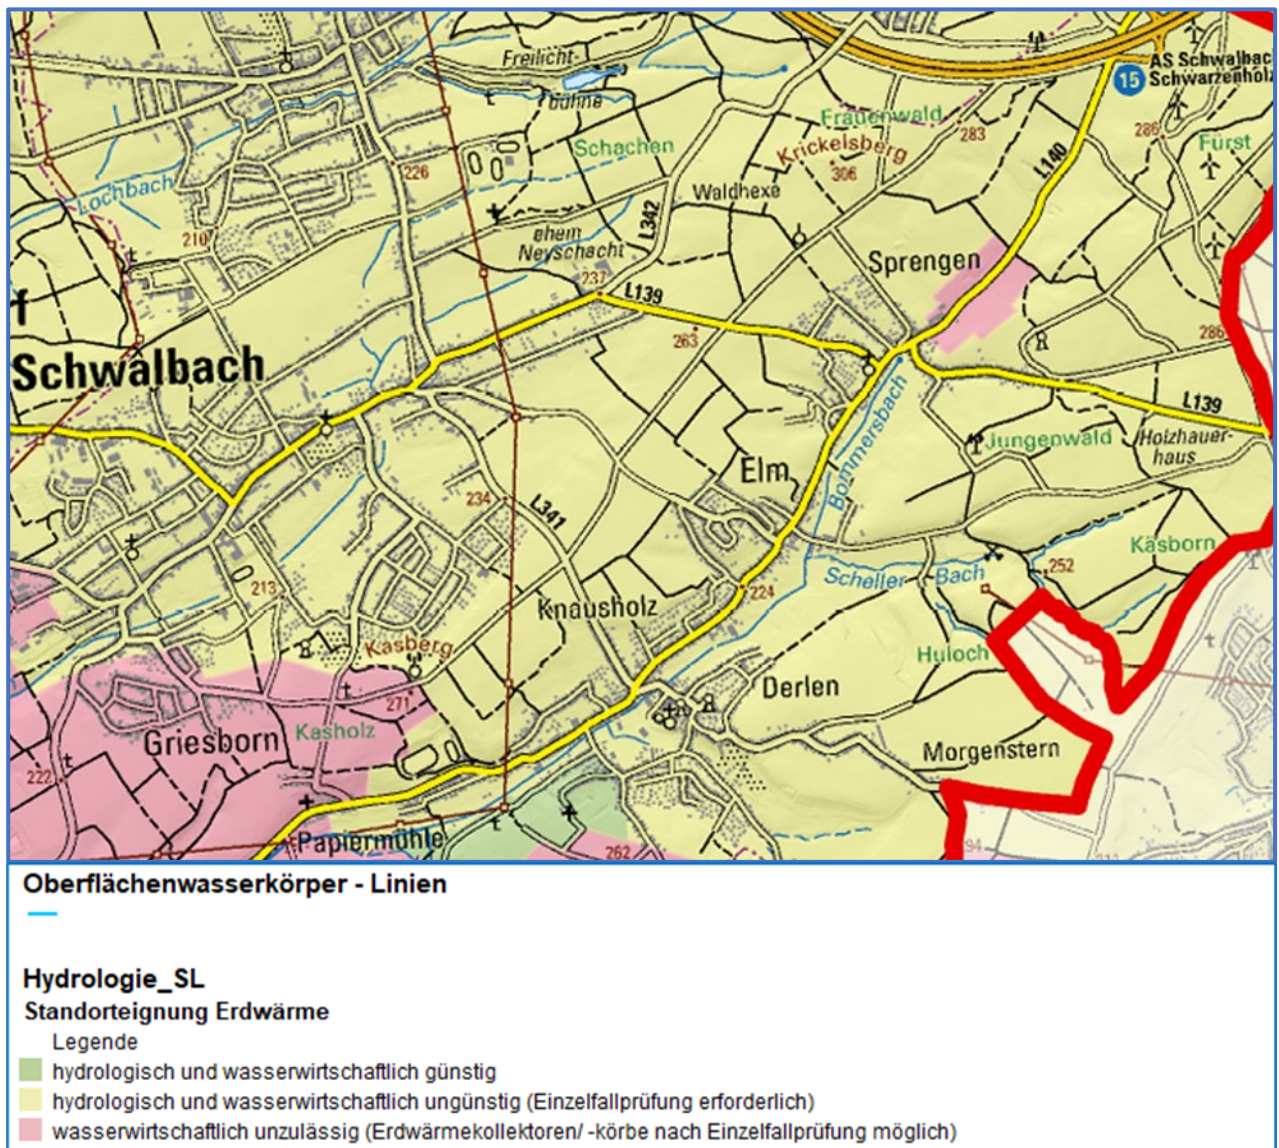 Freilicht-
bühne
AS Schwalbac
Schwarzenholz
15
Frauenwald
283
286
Fürst
Schachen
Krickelsberg
306
L140
226
Lochbach
Waldhexe
L342
210
ehem
Neyschacht
237
L139
Sprengen
263
286
f
Schwalbach
L139
Bommersbach
Jungenwald
Holzhauer-
haus
Elm
234
L341
Käsborn
252
Scheller Bach
213
224
Knausholz
Kasberg
Huloch
Derlen
271
Kasholz
Griesborn
Morgenstern
222
Papiermühle
262
94
Oberflächenwasserkörper - Linien
Hydrologie_SL
Standorteignung Erdwärme
Legende
hydrologisch und wasserwirtschaftlich günstig
hydrologisch und wasserwirtschaftlich ungünstig (Einzelfallprüfung erforderlich)
wasserwirtschaftlich unzulässig (Erdwärmekollektoren/ -körbe nach Einzelfallprüfung möglich)